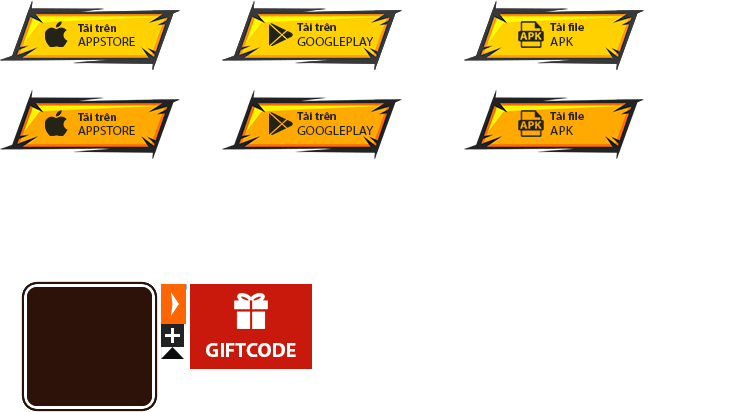 Tải trên
APPSTORE
Tải trên
GOOGLEPLAY
Tải file
APK
APK
Tải trên
APPSTORE
Tải trên
GOOGLEPLAY
Tải file
APK
APK
GIFTCODE